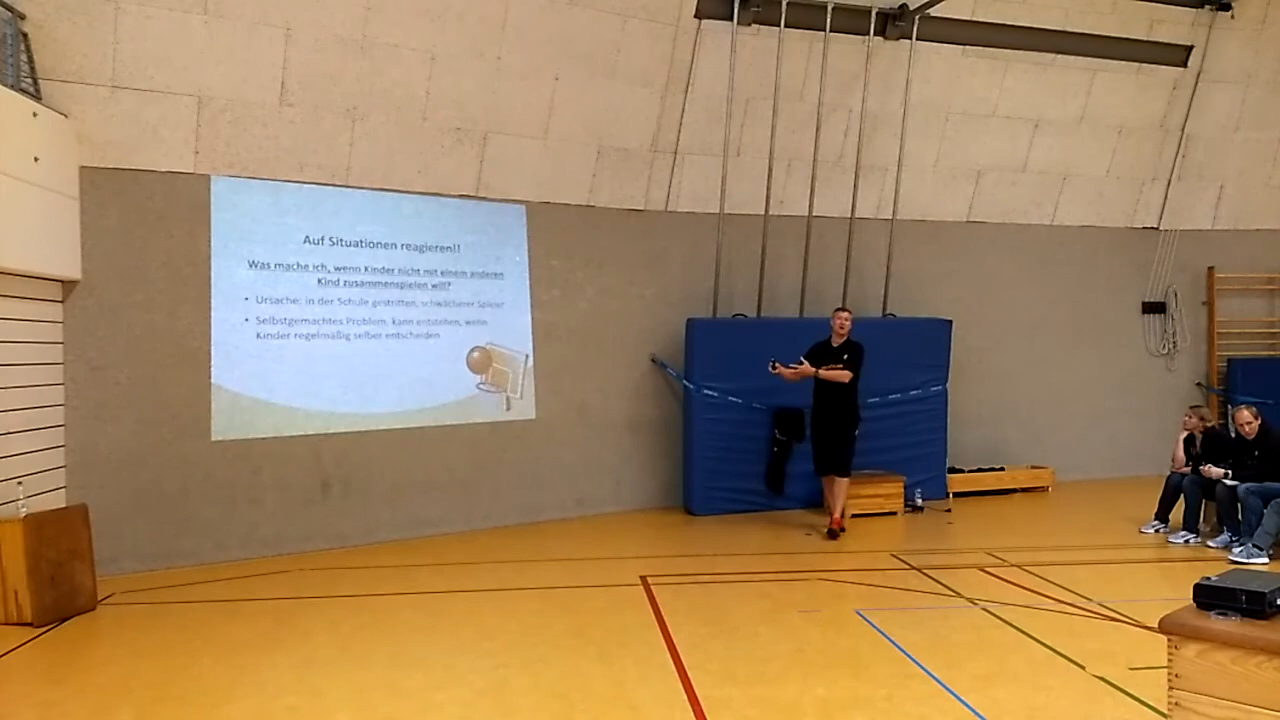 Auf Situationen reagieren!!
Was mache ich, wenn Kinder nicht mit einem anderen
Kind zusammenspielen will?
• Ursache: in der Schule gestritten, schwächerer Spieler
• Selbstgemachtes Problem, kann entstehen, wenn
Kinder regelmäßig selber entscheiden